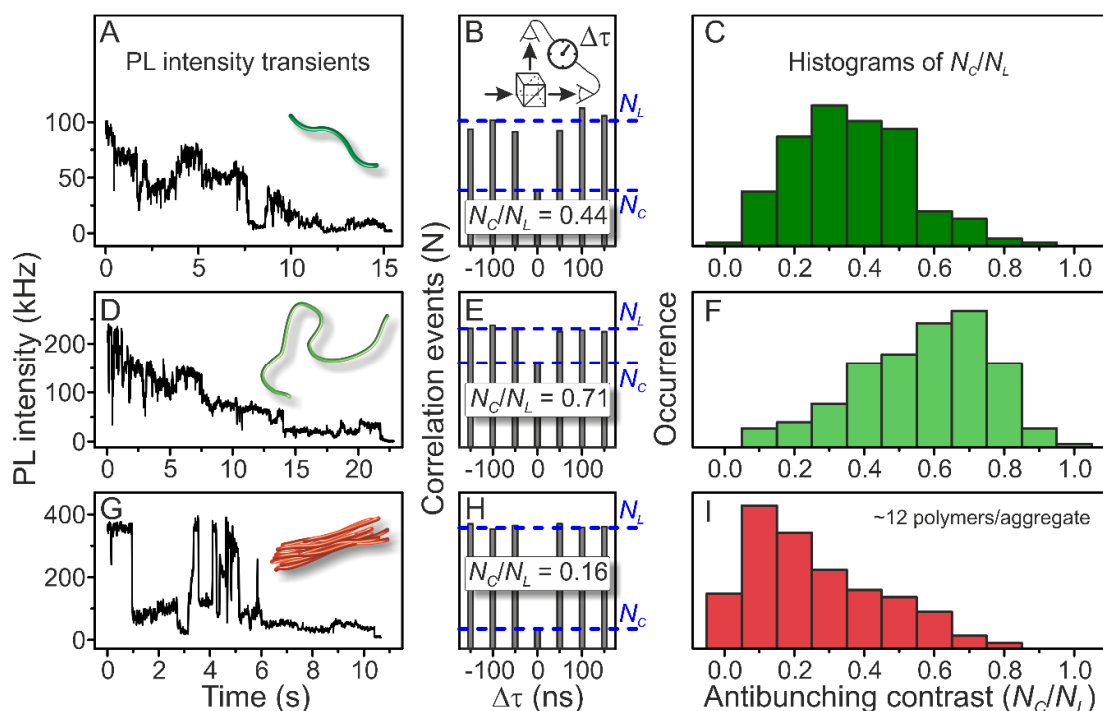 A
PL intensity transients
100
50
0
0
5
10
15
B
Δτ
N_L
N_C
N_C/N_L = 0.44
-100
0
100
C
Histograms of N_C/N_L
0.0
0.2
0.4
0.6
0.8
1.0
PL intensity (kHz)
D
200
100
0
0
5
10
15
20
Correlation events (N)
E
N_L
N_C
N_C/N_L = 0.71
-100
0
100
Occurrence
F
0.0
0.2
0.4
0.6
0.8
1.0
G
400
200
0
0
2
4
6
8
10
Time (s)
H
N_L
N_C/N_L = 0.16
N_C
-100
0
100
Δτ (ns)
I
~12 polymers/aggregate
0.0
0.2
0.4
0.6
0.8
1.0
Antibunching contrast (N_C/N_L)